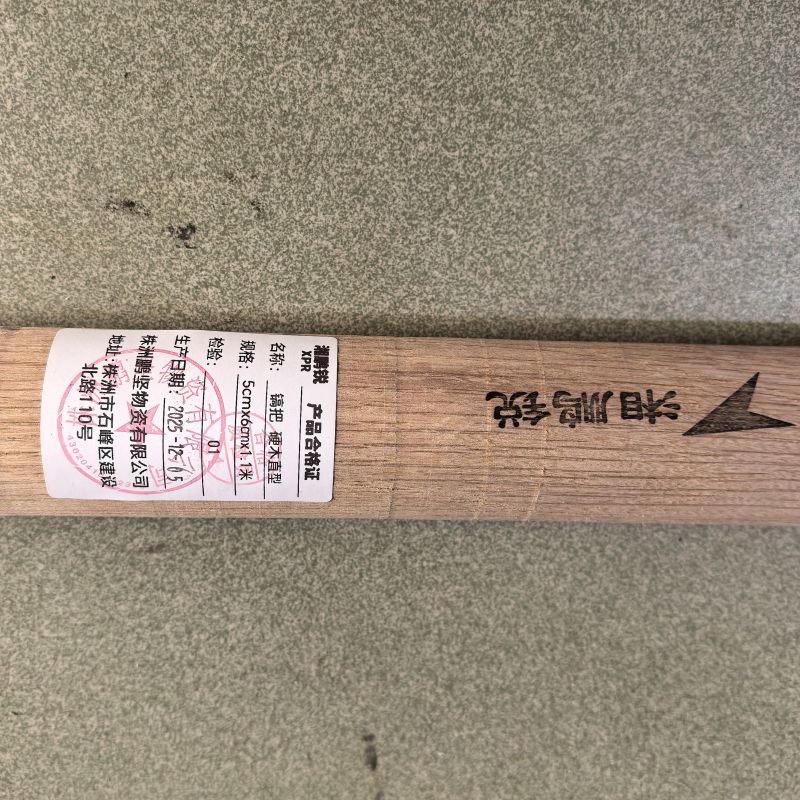 湘鹏锐 产品合格证
XPR
名称：镐把 硬木直型
规格：5cmx6cmx1.1米
检验：01
生产日期：2025-12-05
株洲鹏坚物资有限公司
地址：株洲市石峰区建设
北路110号
湘鹏锐